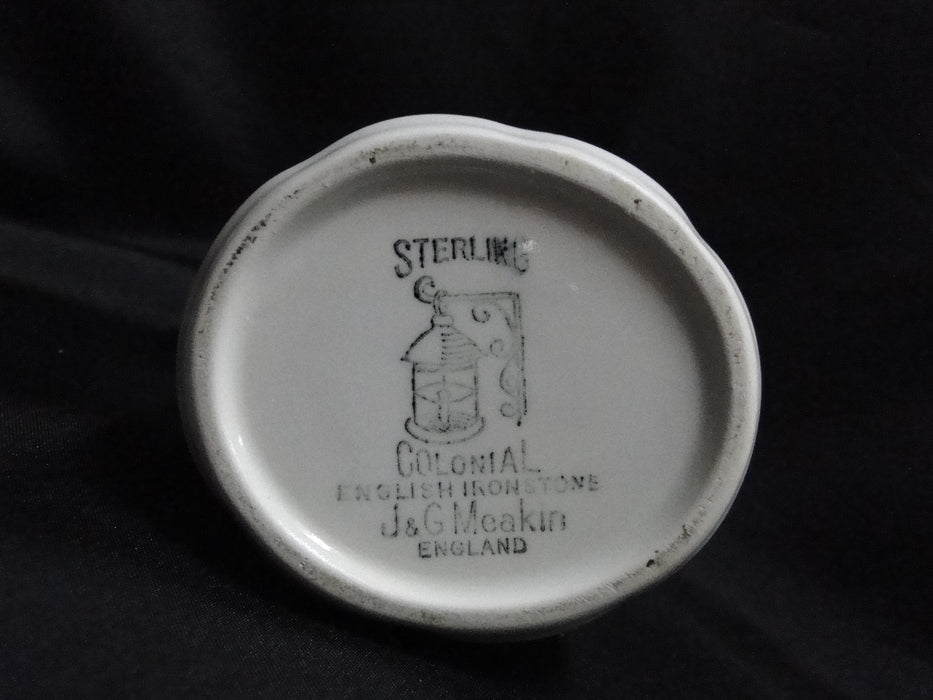 STERLING
COLONIAL
ENGLISH IRONSTONE
J & G Meakin
ENGLAND